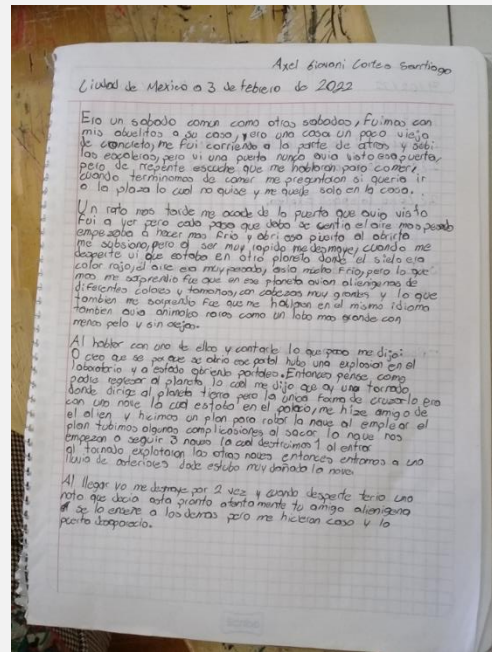 Axel Giovani Cortes Santiago
Ciudad de Mexico a 3 de febrero de 2022
Era un sabado comun como otros sabados, fuimos con
mis abuelitos a su casa, era una casa un poco vieja
de concreto, me fui corriendo a la parte de atras y subi
las escaleras, pero vi una puerta nunca avia visto esa puerta,
pero de repente escuche que me hablaron para comer,
cuando terminamos de comer me preguntaron si queria ir
a la plaza lo cual no quise y me quede solo en la casa.
Un rato mas tarde me acorde de la puerta que avia visto
fui a ver pero cada paso que daba se sentia el aire mas pesado
empezaba a hacer mas frio y abri esa puerta al abrirla
me subsiono, pero al ser muy rapido me desmaye, cuando me
desperte vi que estaba en otro planeta donde el sielo era
color rojo, el aire era muy pesado, asia mucho frio, pero lo que
mas me sorprendio fue que en ese planeta avian alienigenas de
diferentes colores y tamaños, con cabezas muy grandes y lo que
tambien me sorprendio fue que me hablaban en el mismo idioma
tambien avia animales raros como un lobo mas grande con
menos pelo y sin orejas.
Al hablar con uno de ellos y contarle lo que paso me dijo:
O creo que se por que se abrio ese portal hubo una explosion en el
laboratorio y a estado abriendo portales. Entonces pense como
podia regresar al planeta, lo cual me dijo que ay una tornado
donde dirige al planeta tierra pero la unica forma de cruzarlo era
con una nave la cual estaba en el palacio, me hize amigo de
el alien y hicimos un plan para robar la nave al emplear el
plan tubimos algunas complicasiones al sacar la nave nos
empezan a seguir 3 naves la cual destruimos 1 al entrar
al tornado explotaron las otras naves entonces entramos a una
lluvia de asteriodes dode estubo muy dañada la nave.
Al llegar yo me desmaye por 2 vez y cuando desperte tenia una
nota que decia asta pronto atentamente tu amigo alienigena
se lo enseñe a los demas pero me hicieran caso y la
puerta desaparecio.